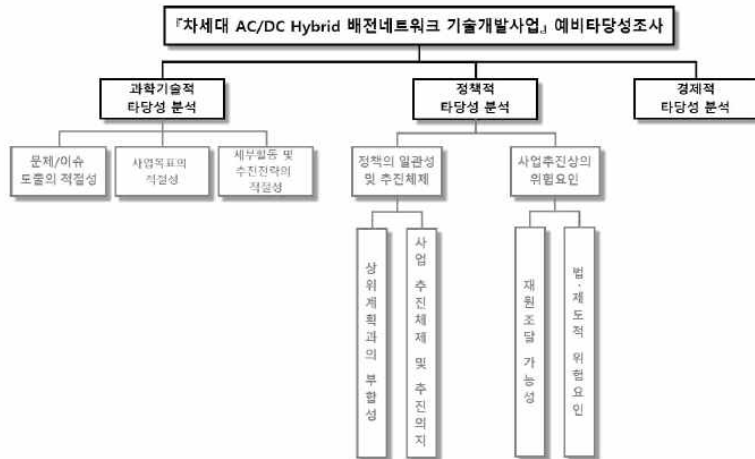 『차세대 AC/DC Hybrid 배전네트워크 기술개발사업』 예비타당성조사
과학기술적
타당성 분석
정책적
타당성 분석
경제적
타당성 분석
문제/이슈
도출의 적절성
사업목표의
적절성
세부활동 및
추진전략의
적절성
정책의 일관성
및 추진체제
사업추진상의
위험요인
상위계획과의 부합성
사업 추진체제 및 추진의지
재원조달 가능성
법·제도적 위험요인